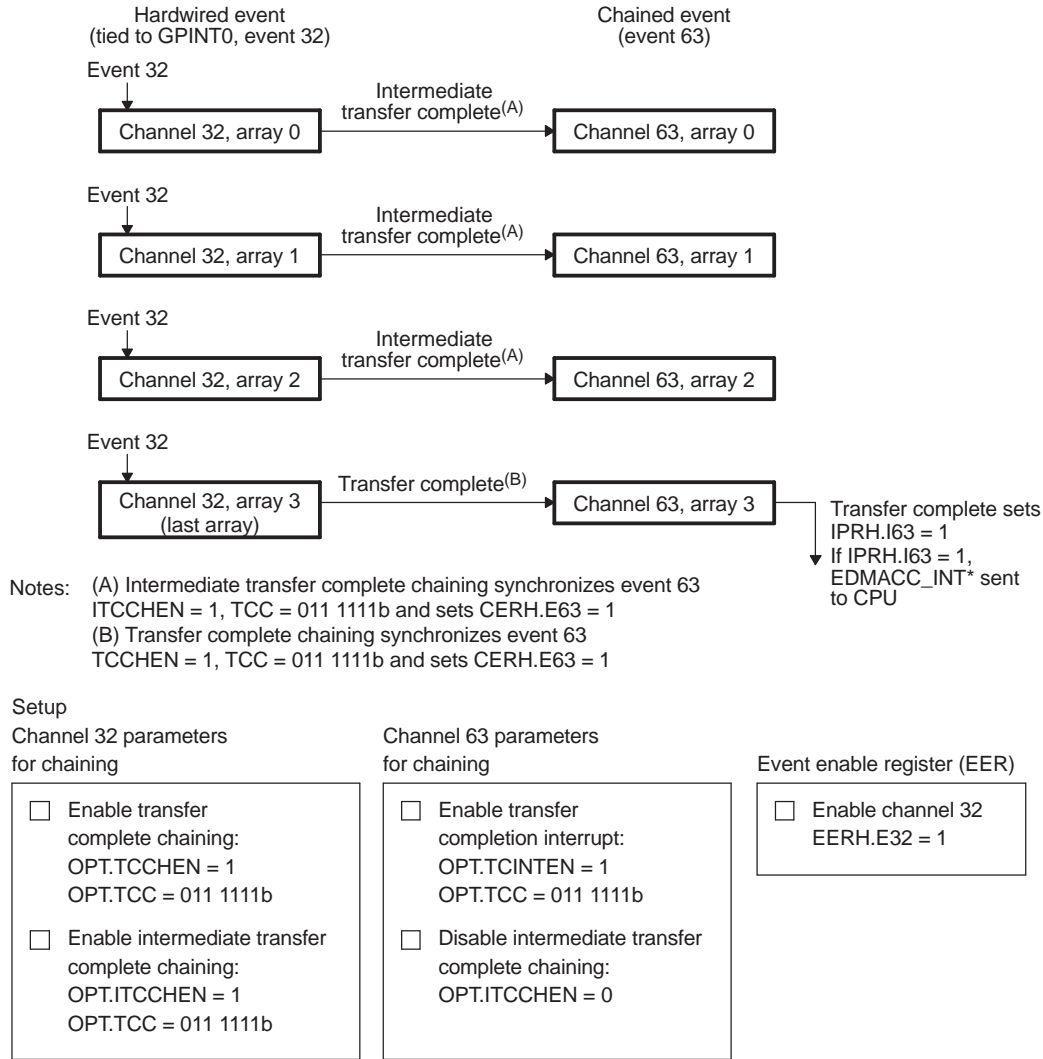 Hardwired event
(tied to GPINT0, event 32)
Chained event
(event 63)
Event 32
Channel 32, array 0
Intermediate
transfer complete(A)
Channel 63, array 0
Event 32
Channel 32, array 1
Intermediate
transfer complete(A)
Channel 63, array 1
Event 32
Channel 32, array 2
Intermediate
transfer complete(A)
Channel 63, array 2
Event 32
Channel 32, array 3
(last array)
Transfer complete(B)
Channel 63, array 3
Transfer complete sets
IPRH.I63 = 1
If IPRH.I63 = 1,
EDMACC_INT* sent
to CPU
Notes: (A) Intermediate transfer complete chaining synchronizes event 63
ITCCHEN = 1, TCC = 011 1111b and sets CERH.E63 = 1
(B) Transfer complete chaining synchronizes event 63
TCCHEN = 1, TCC = 011 1111b and sets CERH.E63 = 1
Setup
Channel 32 parameters
for chaining
Enable transfer
complete chaining:
OPT.TCCHEN = 1
OPT.TCC = 011 1111b
Enable intermediate transfer
complete chaining:
OPT.ITCCHEN = 1
OPT.TCC = 011 1111b
Channel 63 parameters
for chaining
Enable transfer
completion interrupt:
OPT.TCINTEN = 1
OPT.TCC = 011 1111b
Disable intermediate transfer
complete chaining:
OPT.ITCCHEN = 0
Event enable register (EER)
Enable channel 32
EERH.E32 = 1